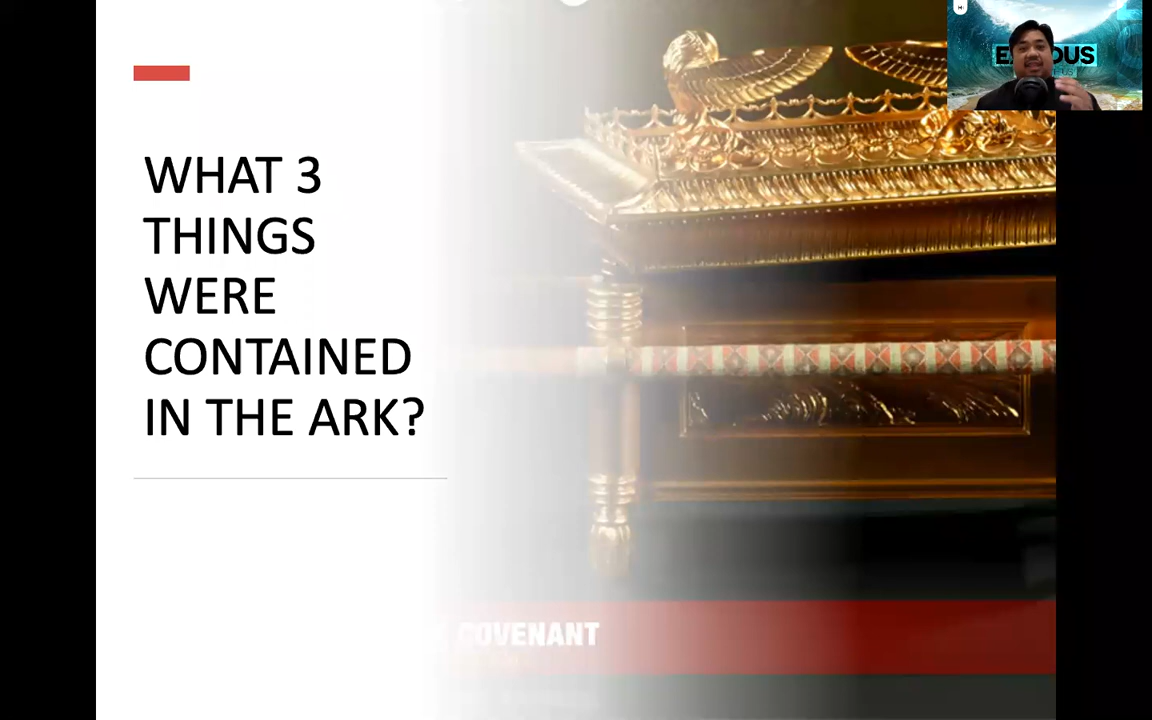 WHAT 3
THINGS
WERE
CONTAINED
IN THE ARK?
COVENANT